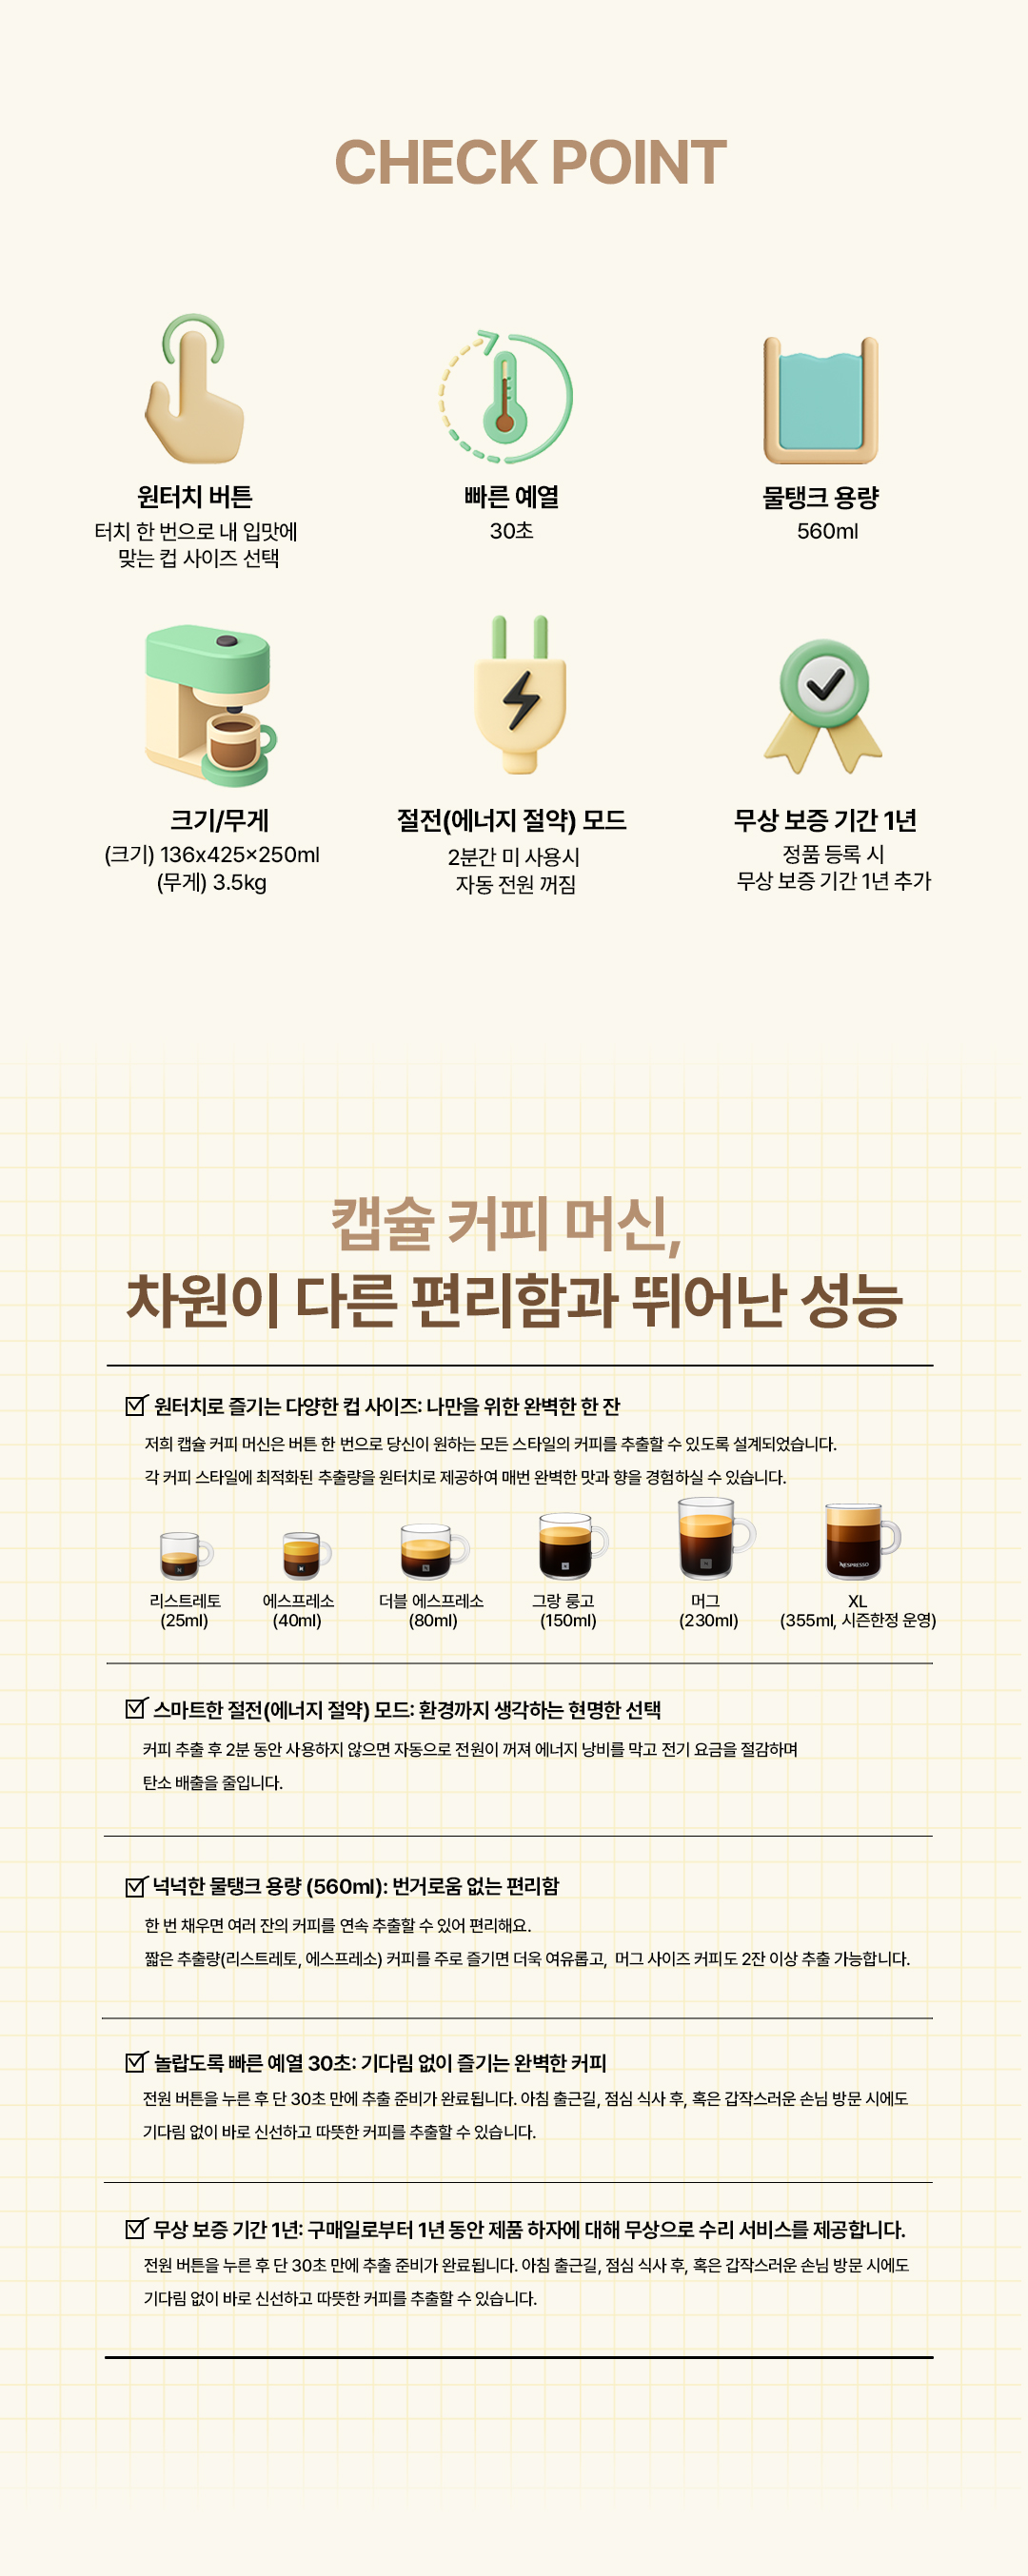 CHECK POINT
원터치 버튼
터치 한 번으로 내 입맛에
맞는 컵 사이즈 선택
빠른 예열
30초
물탱크 용량
560ml
크기/무게
(크기) 136x425×250ml
(무게) 3.5kg
절전(에너지 절약) 모드
2분간 미 사용시
자동 전원 꺼짐
무상 보증 기간 1년
정품 등록 시
무상 보증 기간 1년 추가
캡슐 커피 머신,
차원이 다른 편리함과 뛰어난 성능
원터치로 즐기는 다양한 컵 사이즈: 나만을 위한 완벽한 한 잔
저희 캡슐 커피 머신은 버튼 한 번으로 당신이 원하는 모든 스타일의 커피를 추출할 수 있도록 설계되었습니다.
각 커피 스타일에 최적화된 추출량을 원터치로 제공하여 매번 완벽한 맛과 향을 경험하실 수 있습니다.
NESPRESSO
리스트레토
(25ml)
에스프레소
(40ml)
더블 에스프레소
(80ml)
그랑 룽고
(150ml)
머그
(230ml)
XL
(355ml, 시즌한정 운영)
스마트한 절전(에너지 절약) 모드: 환경까지 생각하는 현명한 선택
커피 추출 후 2분 동안 사용하지 않으면 자동으로 전원이 꺼져 에너지 낭비를 막고 전기 요금을 절감하며
탄소 배출을 줄입니다.
넉넉한 물탱크 용량 (560ml): 번거로움 없는 편리함
한 번 채우면 여러 잔의 커피를 연속 추출할 수 있어 편리해요.
짧은 추출량(리스트레토, 에스프레소) 커피를 주로 즐기면 더욱 여유롭고, 머그 사이즈 커피도 2잔 이상 추출 가능합니다.
놀랍도록 빠른 예열 30초: 기다림 없이 즐기는 완벽한 커피
전원 버튼을 누른 후 단 30초 만에 추출 준비가 완료됩니다. 아침 출근길, 점심 식사 후, 혹은 갑작스러운 손님 방문 시에도
기다림 없이 바로 신선하고 따뜻한 커피를 추출할 수 있습니다.
무상 보증 기간 1년: 구매일로부터 1년 동안 제품 하자에 대해 무상으로 수리 서비스를 제공합니다.
전원 버튼을 누른 후 단 30초 만에 추출 준비가 완료됩니다. 아침 출근길, 점심 식사 후, 혹은 갑작스러운 손님 방문 시에도
기다림 없이 바로 신선하고 따뜻한 커피를 추출할 수 있습니다.